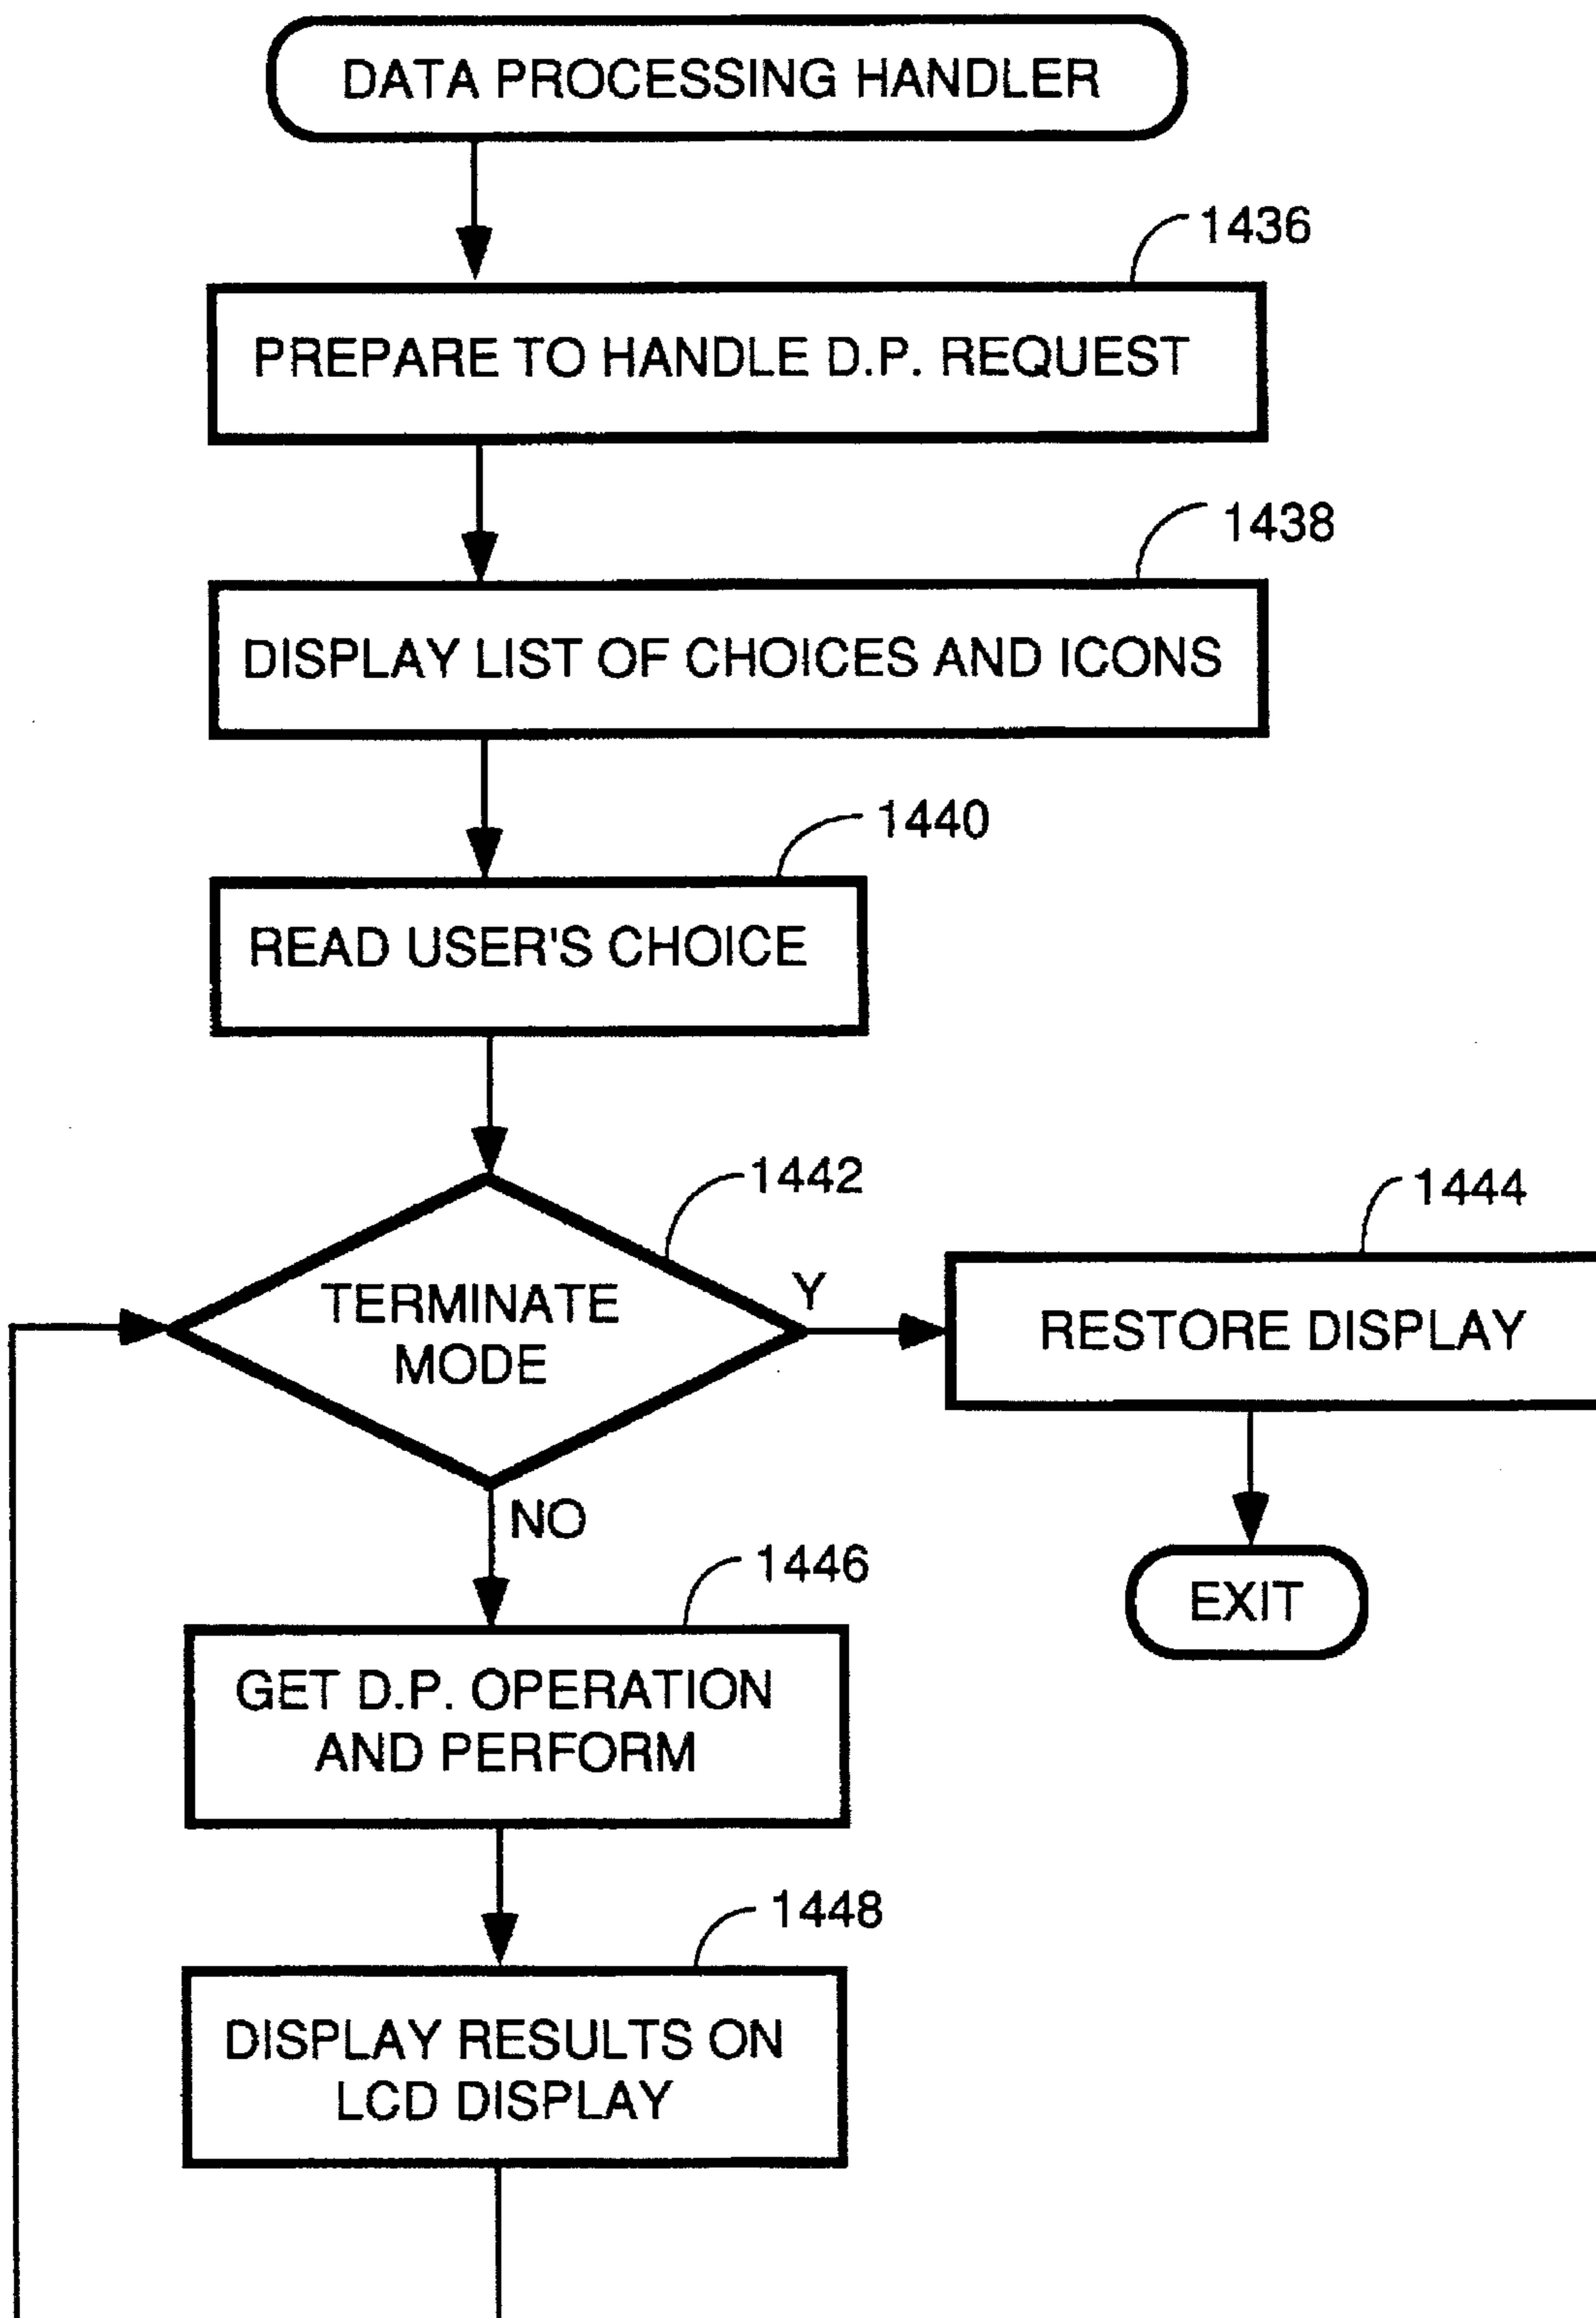 DATA PROCESSING HANDLER
1436
PREPARE TO HANDLE D.P. REQUEST
1438
DISPLAY LIST OF CHOICES AND ICONS
1440
READ USER'S CHOICE
1442
1444
TERMINATE
MODE
Y
RESTORE DISPLAY
NO
EXIT
1446
GET D.P. OPERATION
AND PERFORM
1448
DISPLAY RESULTS ON
LCD DISPLAY